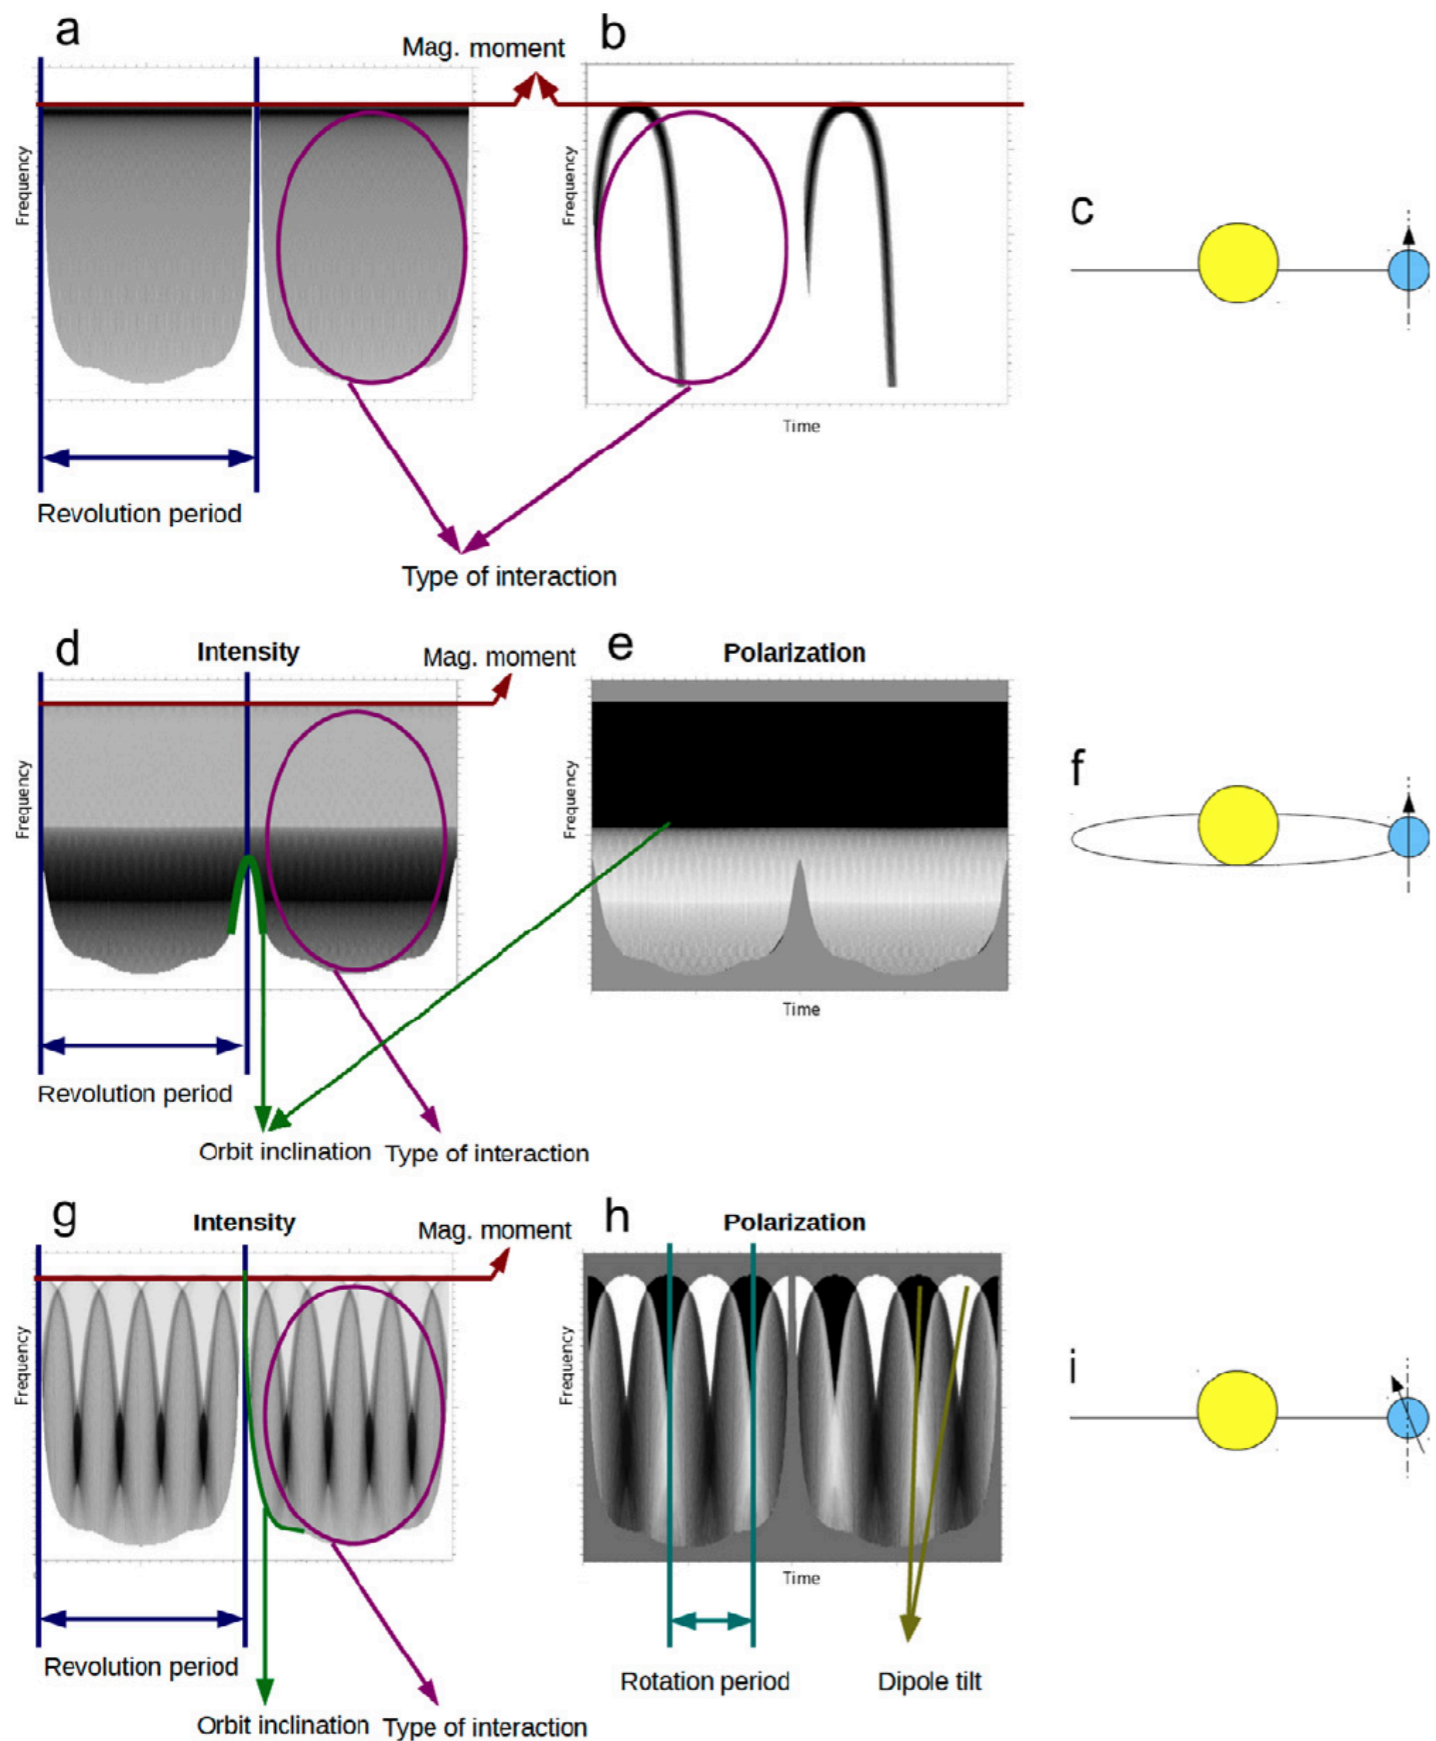 a
Mag. moment
b
Frequency
Frequency
c
Time
Revolution period
Type of interaction
d
Intensity
Mag. moment
e
Polarization
Frequency
Frequency
f
Time
Revolution period
Orbit inclination
Type of interaction
g
Intensity
Mag. moment
h
Polarization
Frequency
Frequency
i
Time
Revolution period
Rotation period
Dipole tilt
Orbit inclination
Type of interaction